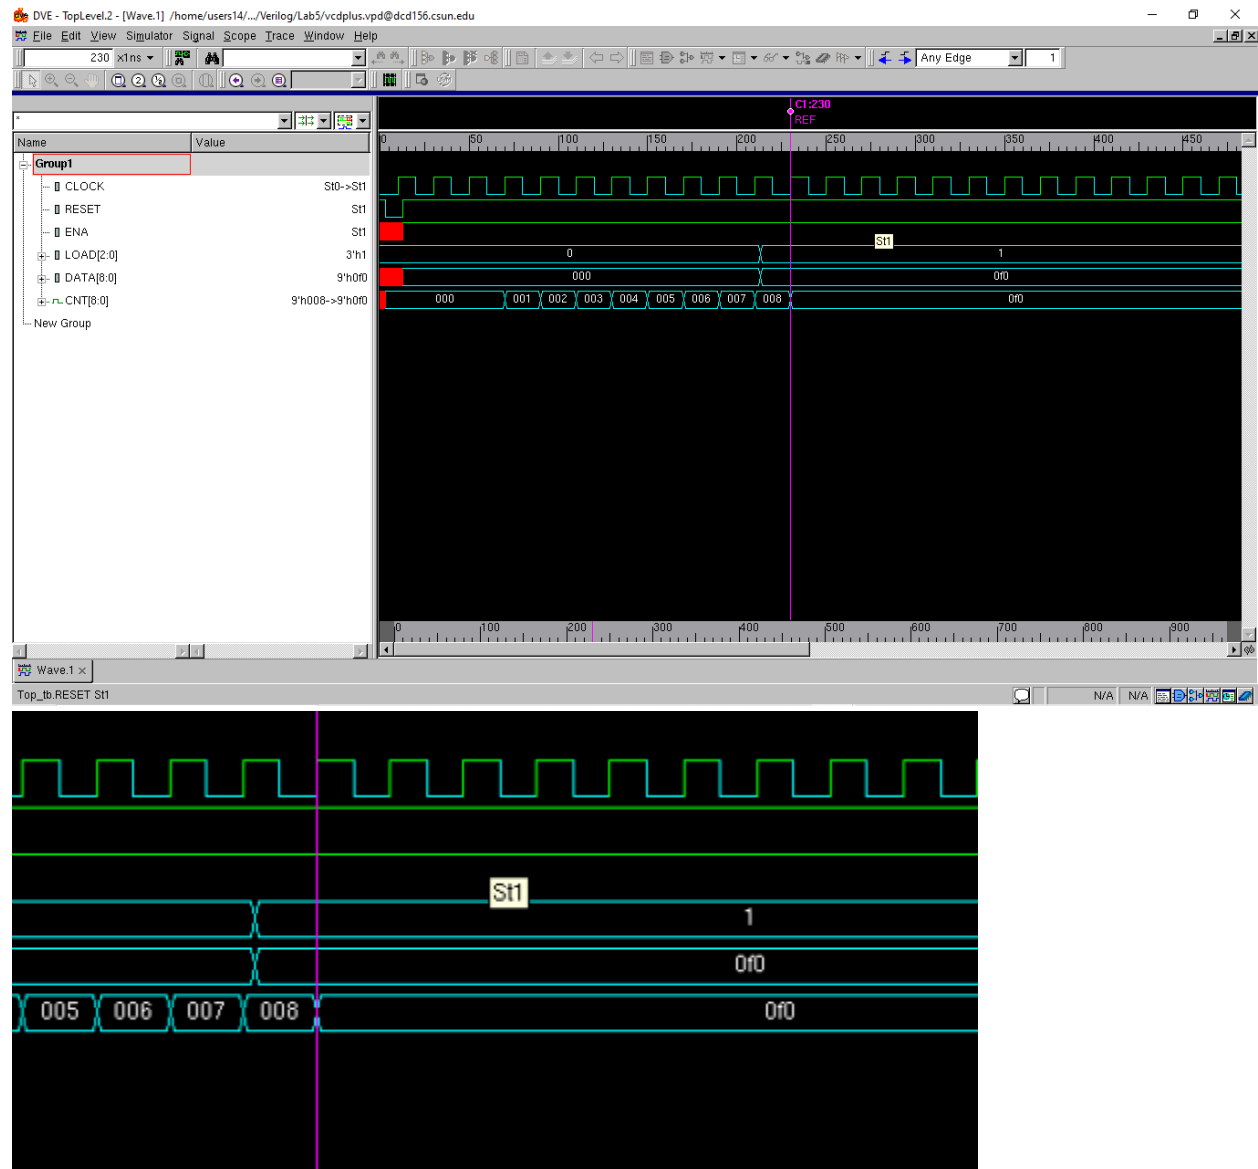 DVE - TopLevel.2 - [Wave.1] /home/users14/.../Verilog/Lab5/vcdplus.vpd@dcd156.csun.edu
File Edit View Simulator Signal Scope Trace Window Help
230 x1ns Any Edge 1
C1:230
REF
*
Name Value
0 50 100 150 200 250 300 350 400 450
Group1
CLOCK St0->St1
RESET St1
ENA St1
St1
LOAD[2:0] 3'h1 0 1
DATA[8:0] 9'h0f0 000 0f0
CNT[8:0] 9'h008->9'h0f0 000 001 002 003 004 005 006 007 008 0f0
New Group
0 100 200 300 400 500 600 700 800 900
Wave.1
Top_tb.RESET St1 N/A N/A
St1
1
0f0
005 006 007 008 0f0